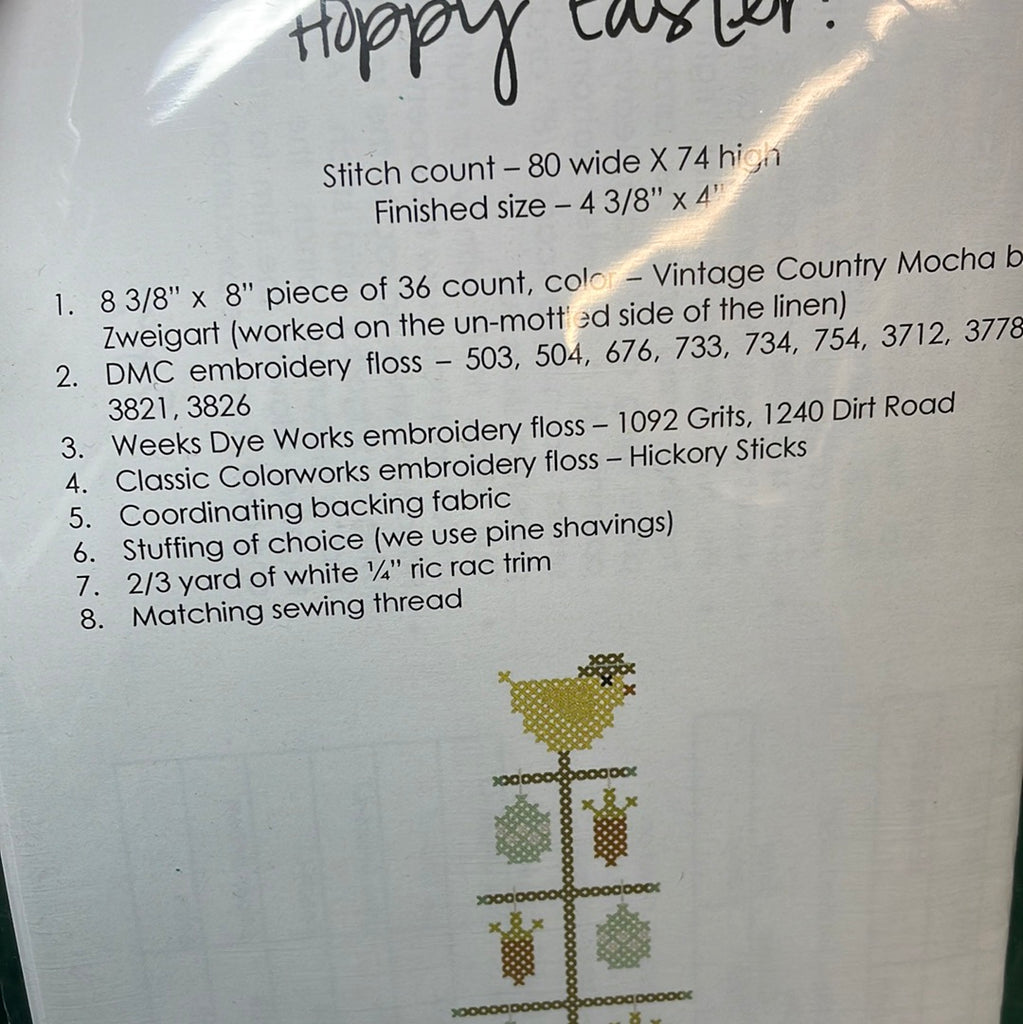 Hoppy Easter!
Stitch count – 80 wide X 74 high
Finished size – 4 3/8" x 4"
1. 8 3/8" x 8" piece of 36 count, color – Vintage Country Mocha b
Zweigart (worked on the un-mottled side of the linen)
2. DMC embroidery floss – 503, 504, 676, 733, 734, 754, 3712, 3778
3821, 3826
3. Weeks Dye Works embroidery floss – 1092 Grits, 1240 Dirt Road
4. Classic Colorworks embroidery floss – Hickory Sticks
5. Coordinating backing fabric
6. Stuffing of choice (we use pine shavings)
7. 2/3 yard of white ¼" ric rac trim
8. Matching sewing thread